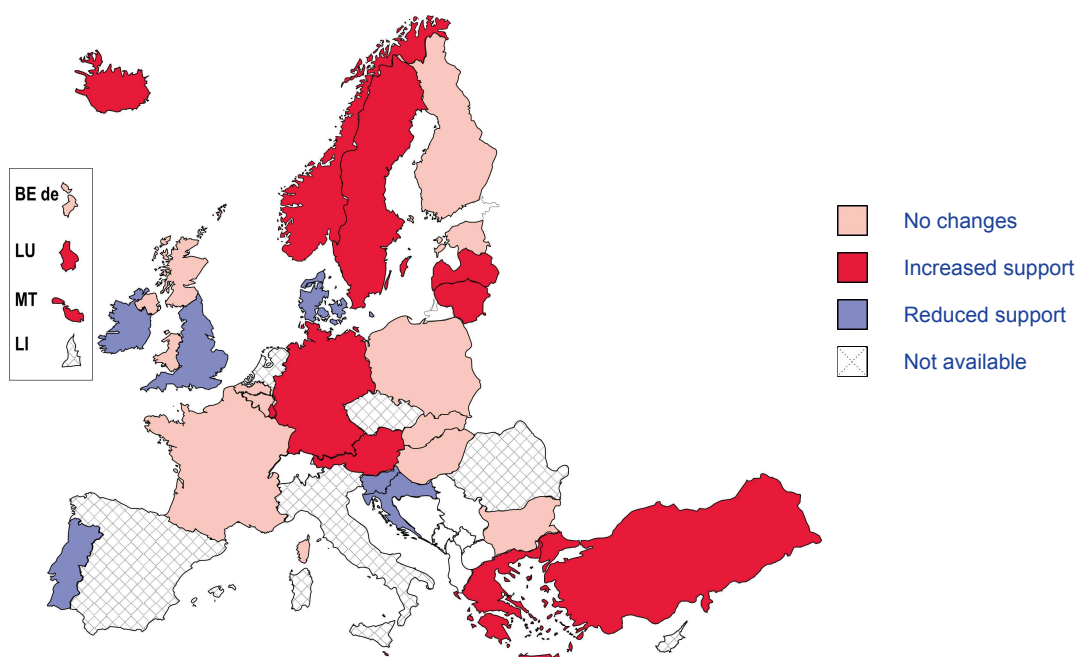 BE de
LU
MT
LI
No changes
Increased support
Reduced support
Not available